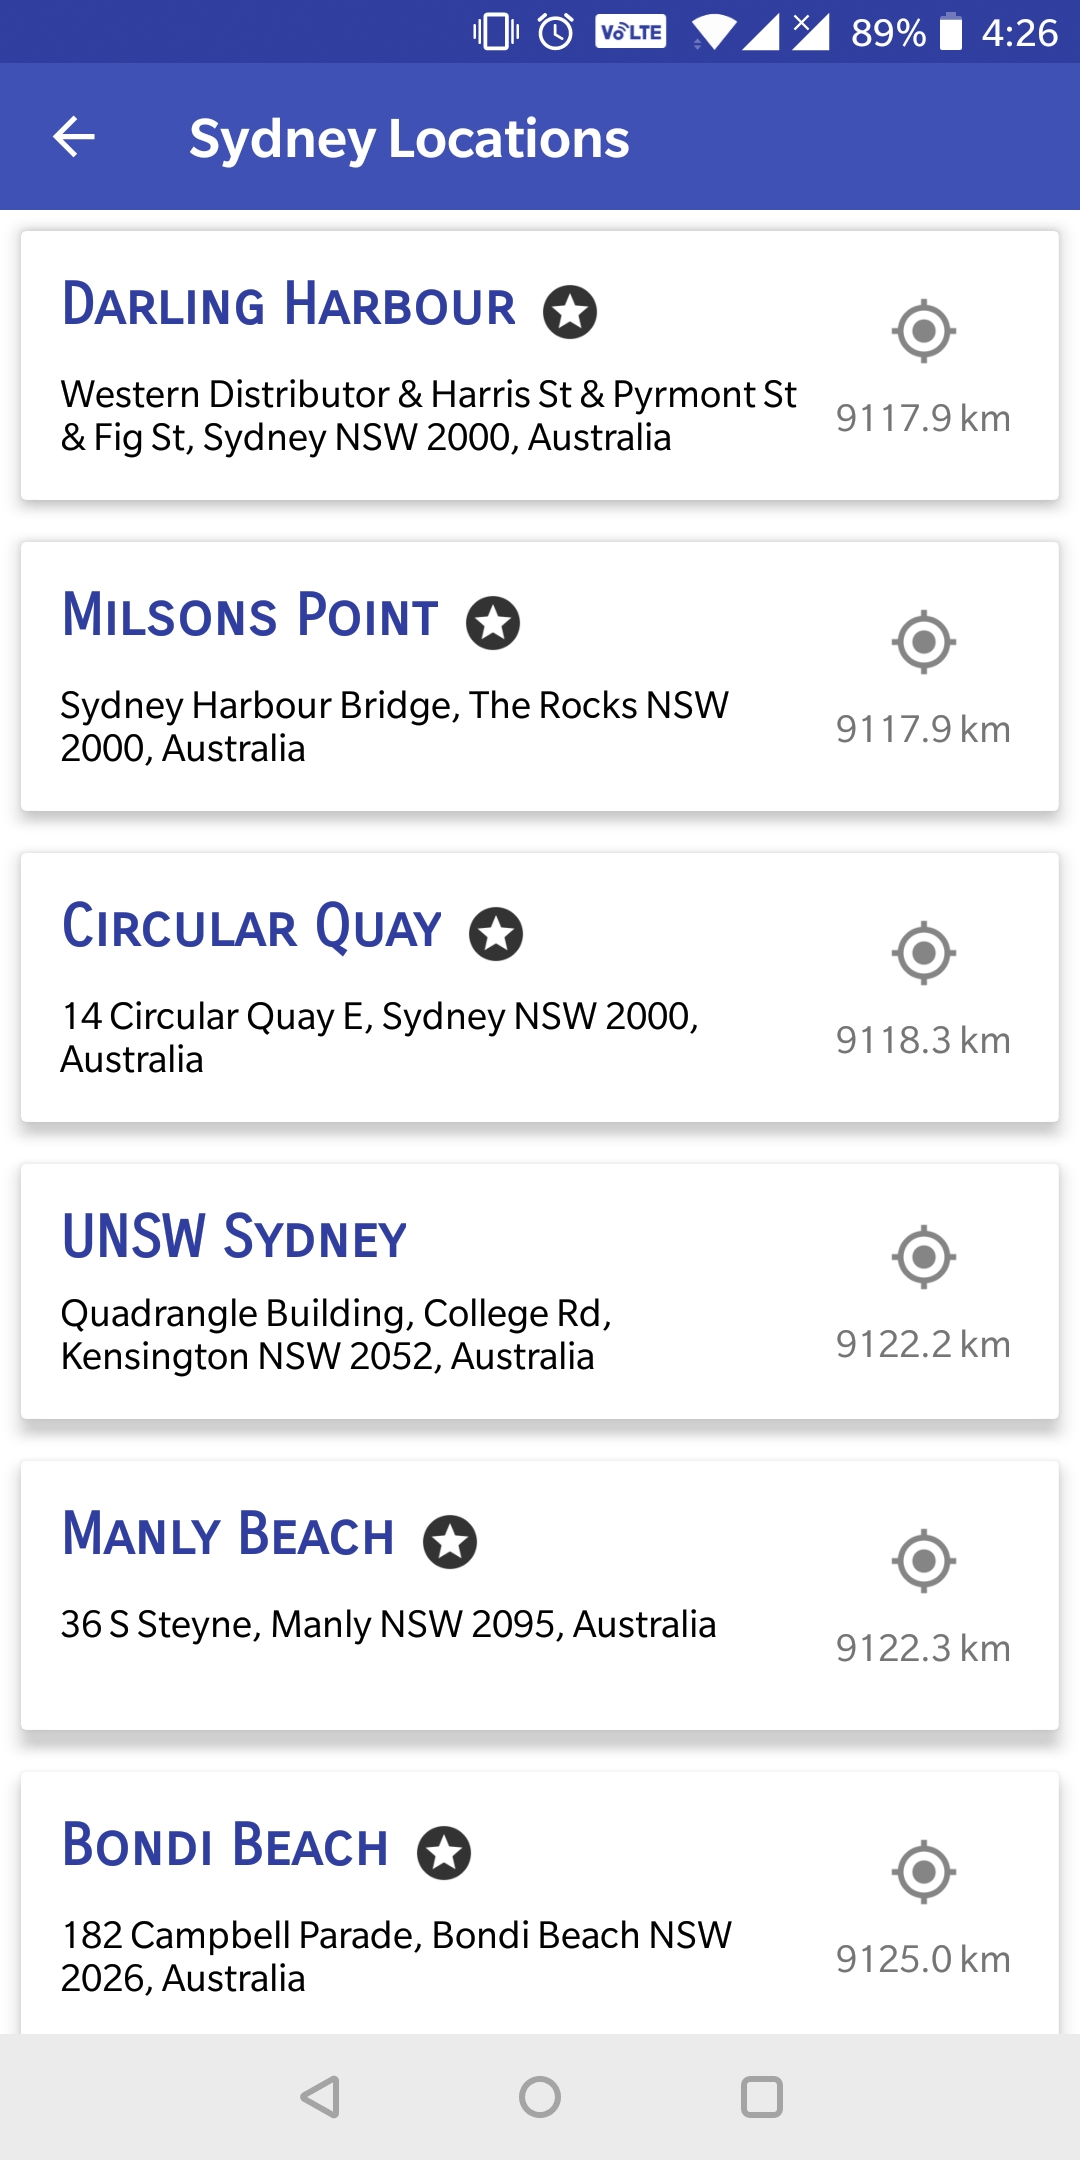 VoLTE 89% 4:26
Sydney Locations
Darling Harbour
Western Distributor & Harris St & Pyrmont St
& Fig St, Sydney NSW 2000, Australia
9117.9 km
Milsons Point
Sydney Harbour Bridge, The Rocks NSW
2000, Australia
9117.9 km
Circular Quay
14 Circular Quay E, Sydney NSW 2000,
Australia
9118.3 km
UNSW Sydney
Quadrangle Building, College Rd,
Kensington NSW 2052, Australia
9122.2 km
Manly Beach
36 S Steyne, Manly NSW 2095, Australia
9122.3 km
Bondi Beach
182 Campbell Parade, Bondi Beach NSW
2026, Australia
9125.0 km